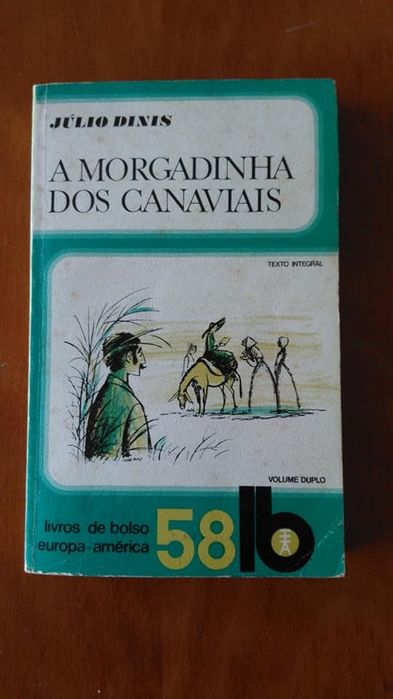 JÚLIO DINIS
A MORGADINHA
DOS CANAVIAIS
TEXTO INTEGRAL
VOLUME DUPLO
livros de bolso
europa-américa
58
lb